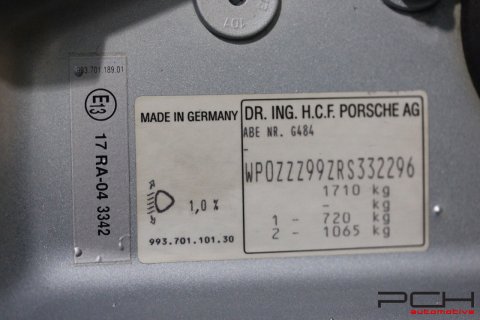 10A
993.701.189.01
E13
17 RA-04 3342
MADE IN GERMANY
DR. ING. H.C.F. PORSCHE AG
ABE NR. G484
-
WP0ZZZ99ZRS332296
1710 kg
- kg
1 - 720 kg
2 - 1065 kg
1,0 %
993.701.101.30
PCH
automotive